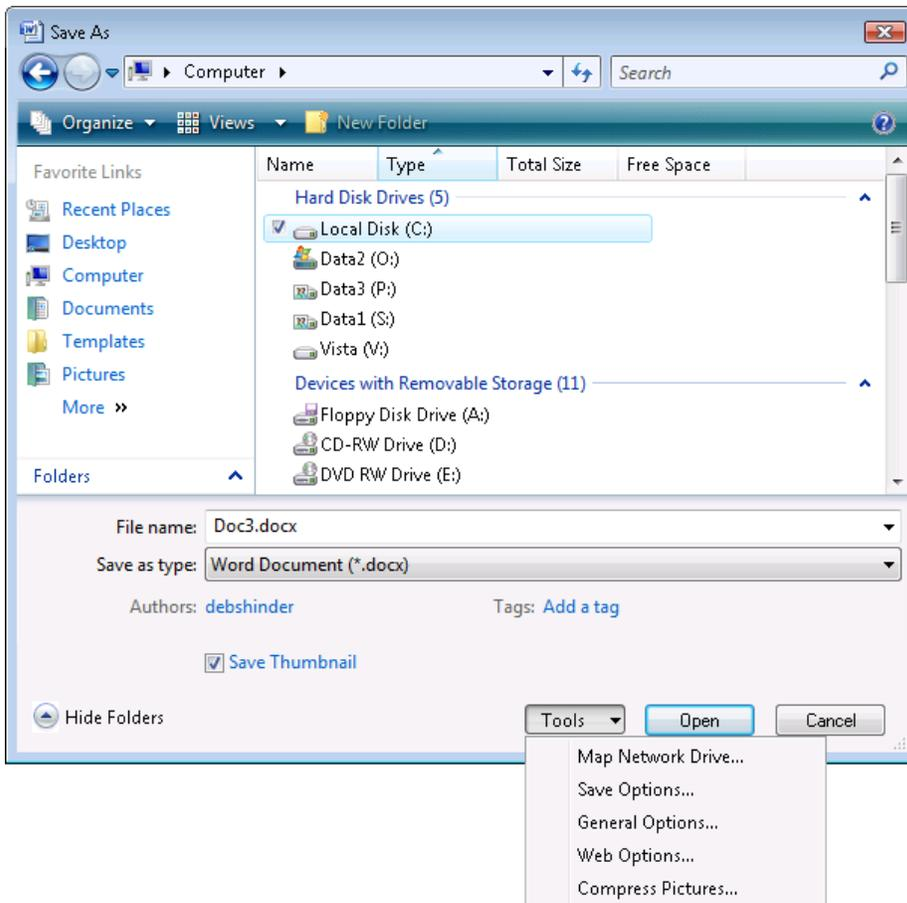 Save As
Computer
Search
Organize Views New Folder
Favorite Links
Recent Places
Desktop
Computer
Documents
Templates
Pictures
More
Folders
Name Type Total Size Free Space
Hard Disk Drives (5)
Local Disk (C:)
Data2 (O:)
Data3 (P:)
Data1 (S:)
Vista (V:)
Devices with Removable Storage (11)
Floppy Disk Drive (A:)
CD-RW Drive (D:)
DVD RW Drive (E:)
File name: Doc3.docx
Save as type: Word Document (*.docx)
Authors: debshinder Tags: Add a tag
Save Thumbnail
Hide Folders Tools Open Cancel
Map Network Drive...
Save Options...
General Options...
Web Options...
Compress Pictures...